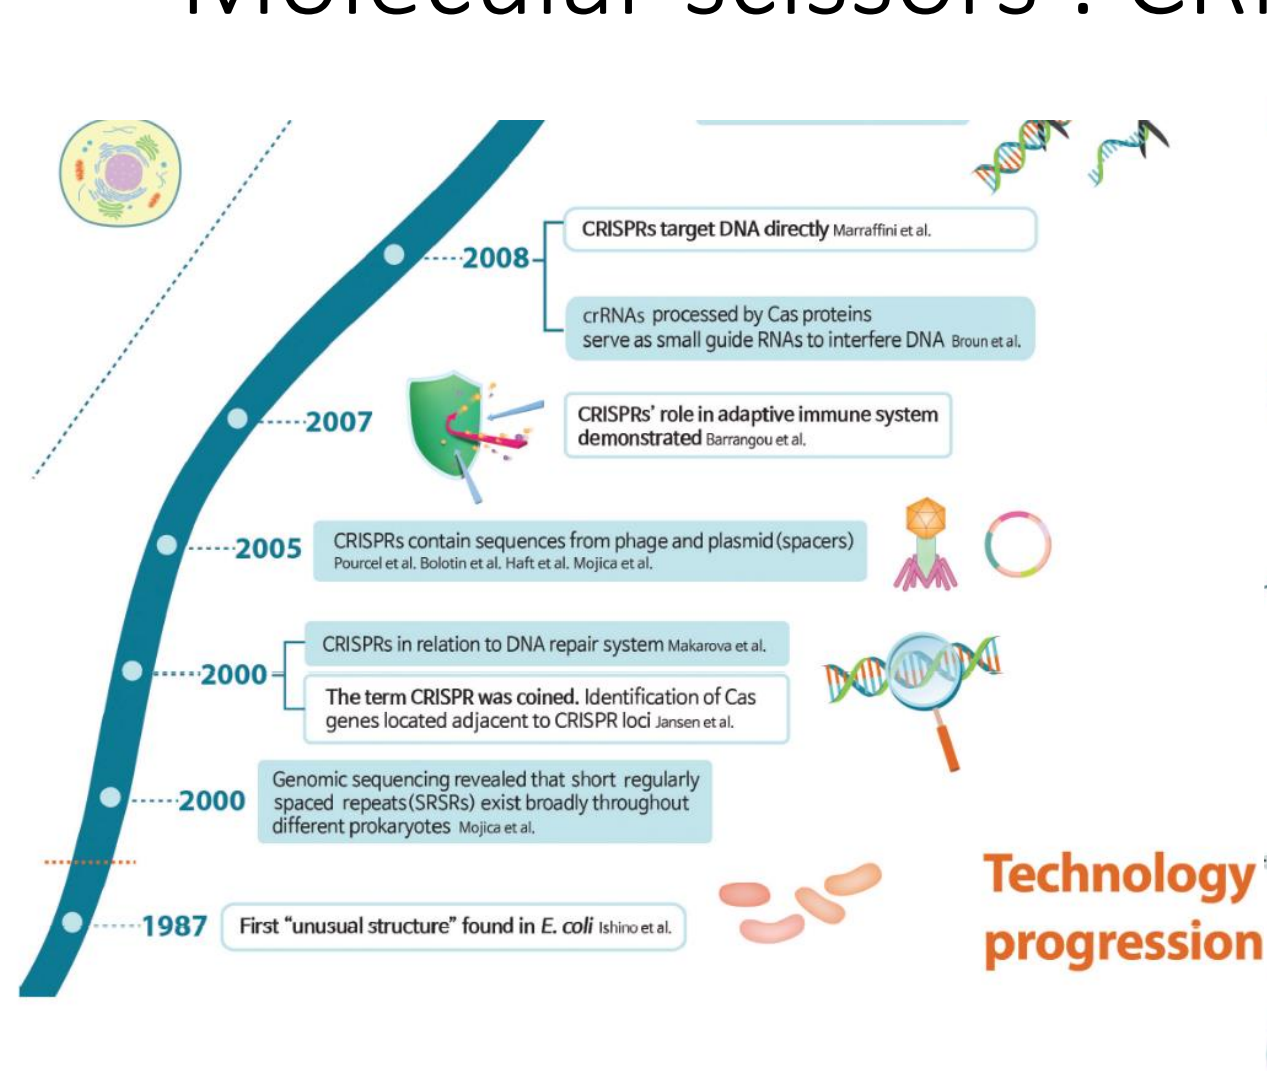 Molecular scissors : CRI
2008
CRISPRs target DNA directly Marraffini et al.
crRNAs processed by Cas proteins
serve as small guide RNAs to interfere DNA Broun et al.
2007
CRISPRs' role in adaptive immune system
demonstrated Barrangou et al.
2005
CRISPRs contain sequences from phage and plasmid (spacers)
Pourcel et al. Bolotin et al. Haft et al. Mojica et al.
2000
CRISPRs in relation to DNA repair system Makarova et al.
The term CRISPR was coined. Identification of Cas
genes located adjacent to CRISPR loci Jansen et al.
2000
Genomic sequencing revealed that short regularly
spaced repeats(SRSRs) exist broadly throughout
different prokaryotes Mojica et al.
1987
First “unusual structure” found in E. coli Ishino et al.
Technology
progression